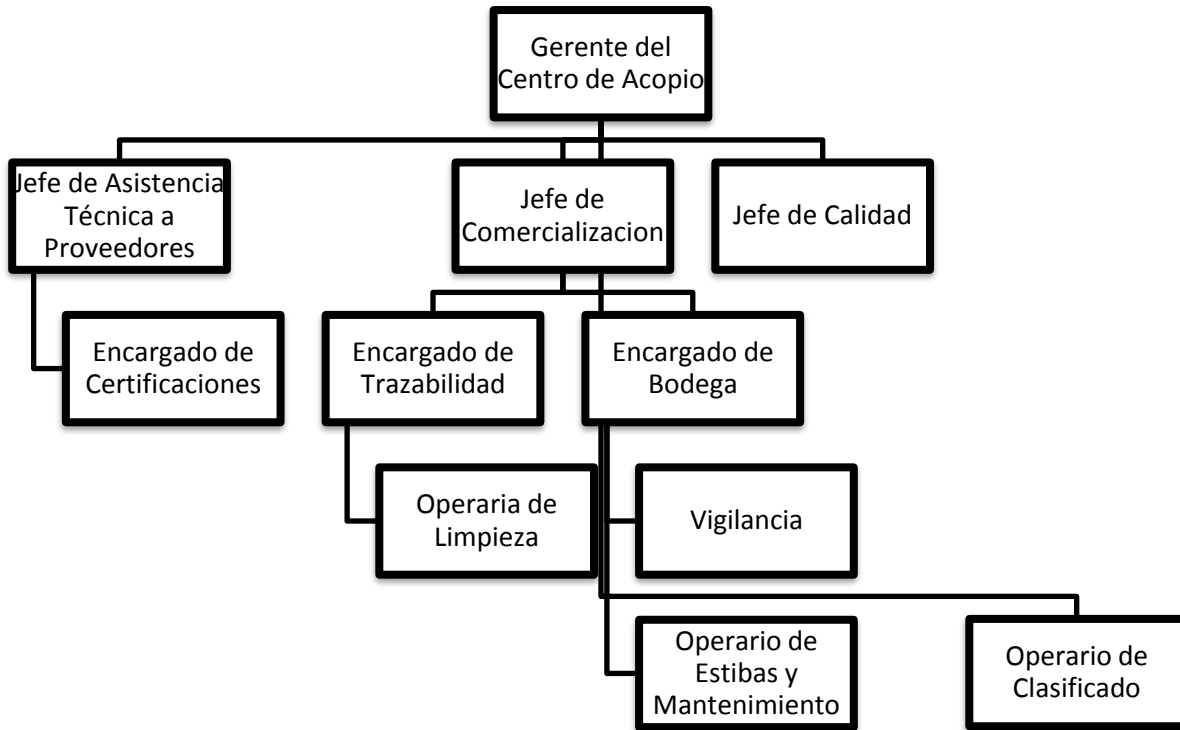 Gerente del
Centro de Acopio
Jefe de Asistencia
Técnica a
Proveedores
Jefe de
Comercializacion
Jefe de Calidad
Encargado de
Certificaciones
Encargado de
Trazabilidad
Encargado de
Bodega
Operaria de
Limpieza
Vigilancia
Operario de
Estibas y
Mantenimiento
Operario de
Clasificado